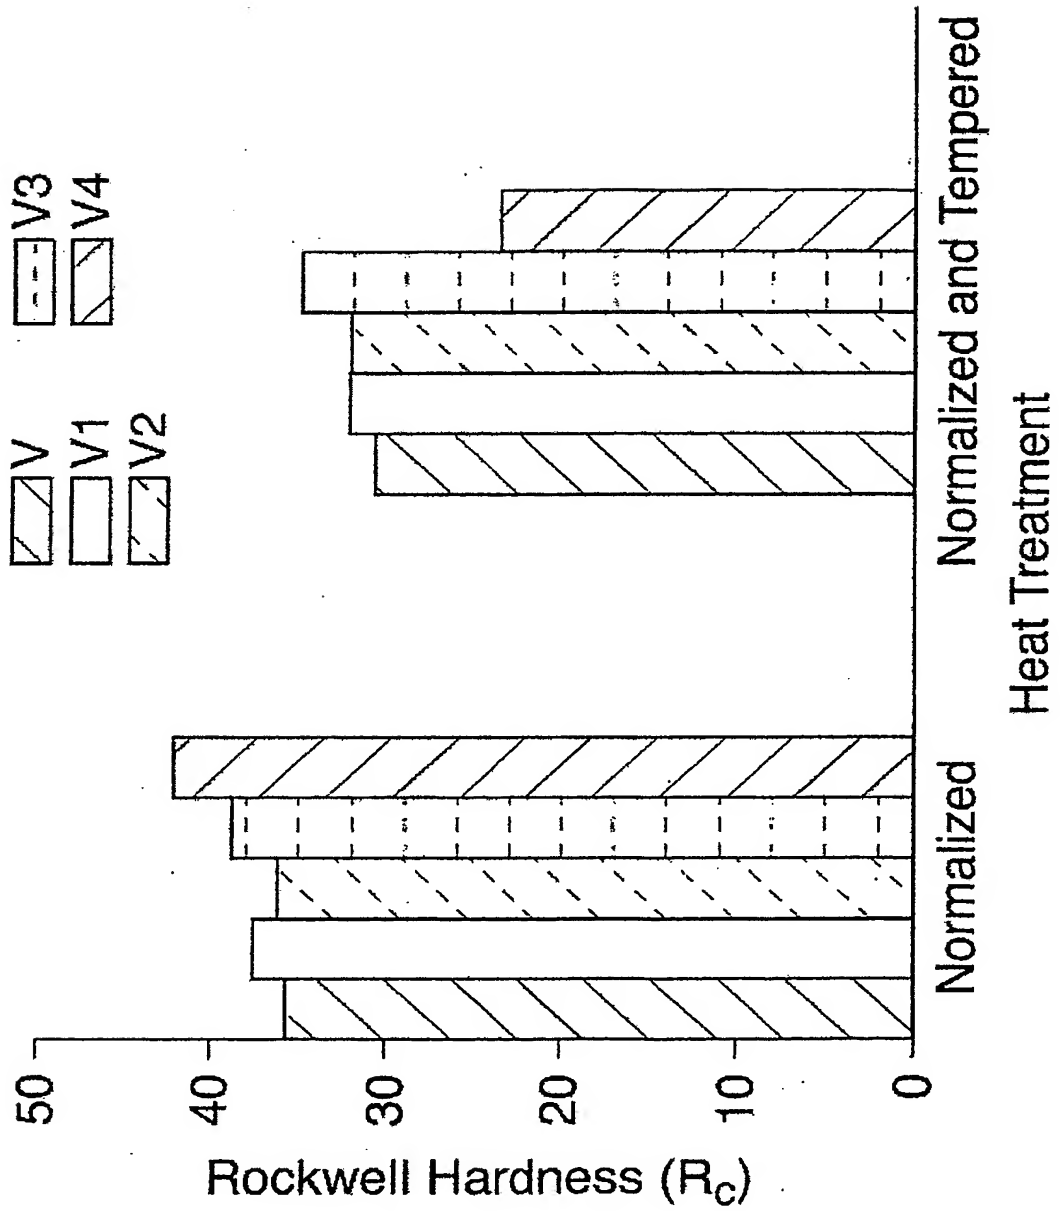 V
V1
V2
V3
V4
50
40
30
20
10
0
Rockwell Hardness (Rc)
Normalized
Normalized and Tempered
Heat Treatment